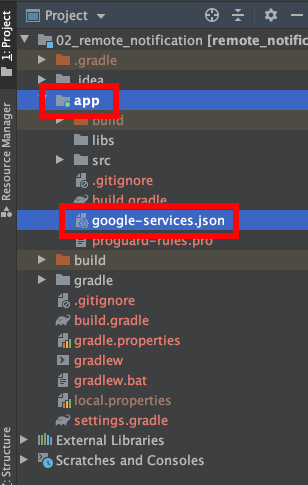 Project
02_remote_notification [remote_notific
.gradle
.idea
app
build
libs
src
.gitignore
build.gradle
google-services.json
proguard-rules.pro
build
gradle
.gitignore
build.gradle
gradle.properties
gradlew
gradlew.bat
local.properties
settings.gradle
External Libraries
Scratches and Consoles
1: Project
Resource Manager
: Structure